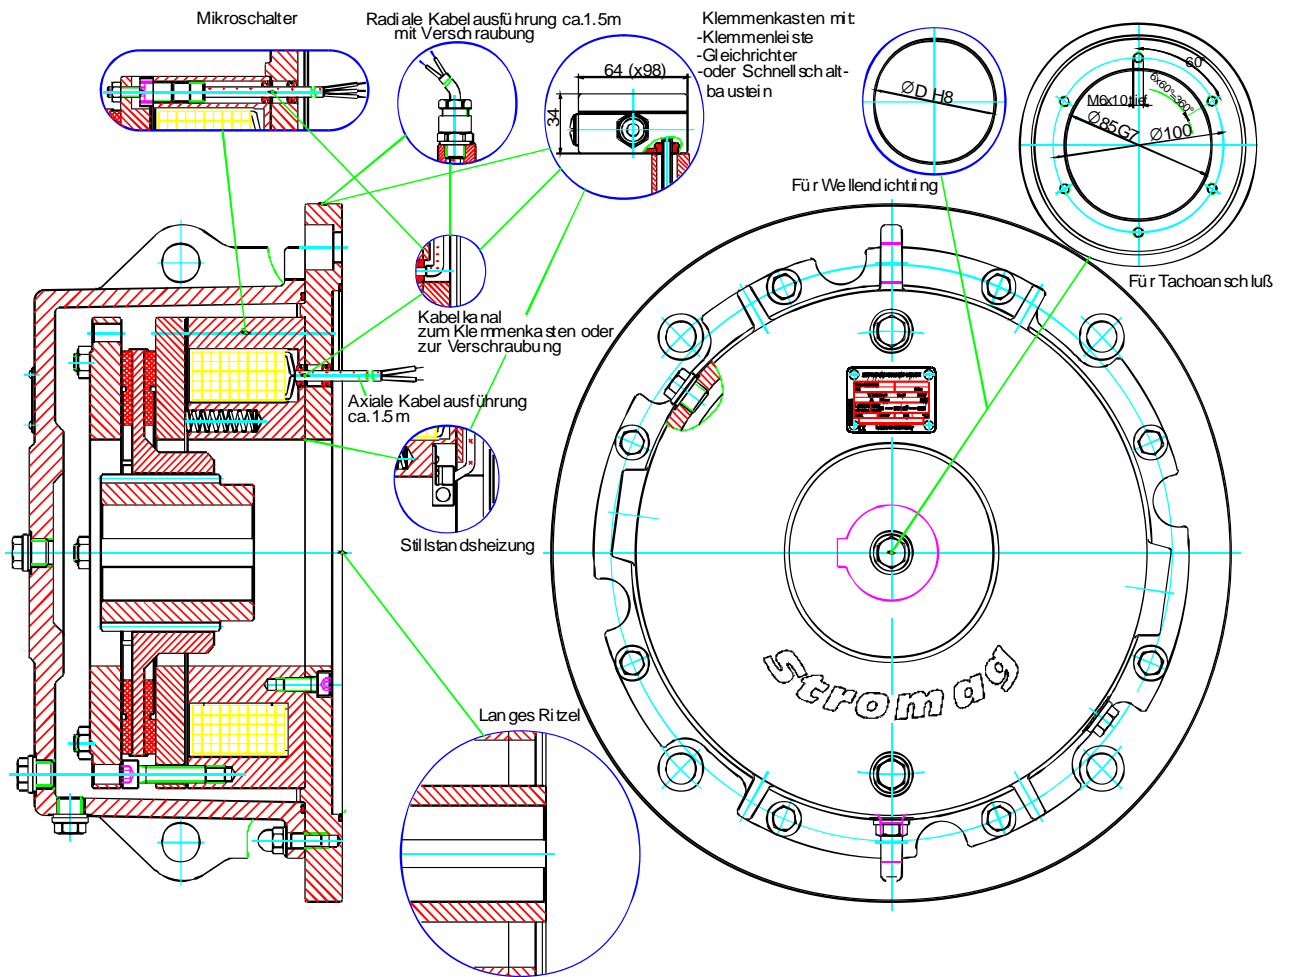 Mikroschalter
Radiale Kabelausführung ca.1.5m
mit Verschraubung
Klemmenkasten mit:
-Klemmenleiste
-Gleichrichter
-oder Schnellschalt-
baustein
64 (x98)
34
ØD H8
60°
6x60°=360°
M6x10 tief
Ø85G7
Ø100
Für Wellendichtring
Für Tachoanschluß
Kabelkanal
zum Klemmenkasten oder
zur Verschraubung
Axiale Kabelausführung
ca.1.5m
Stillstandsheizung
Langes Ritzel
Stromag